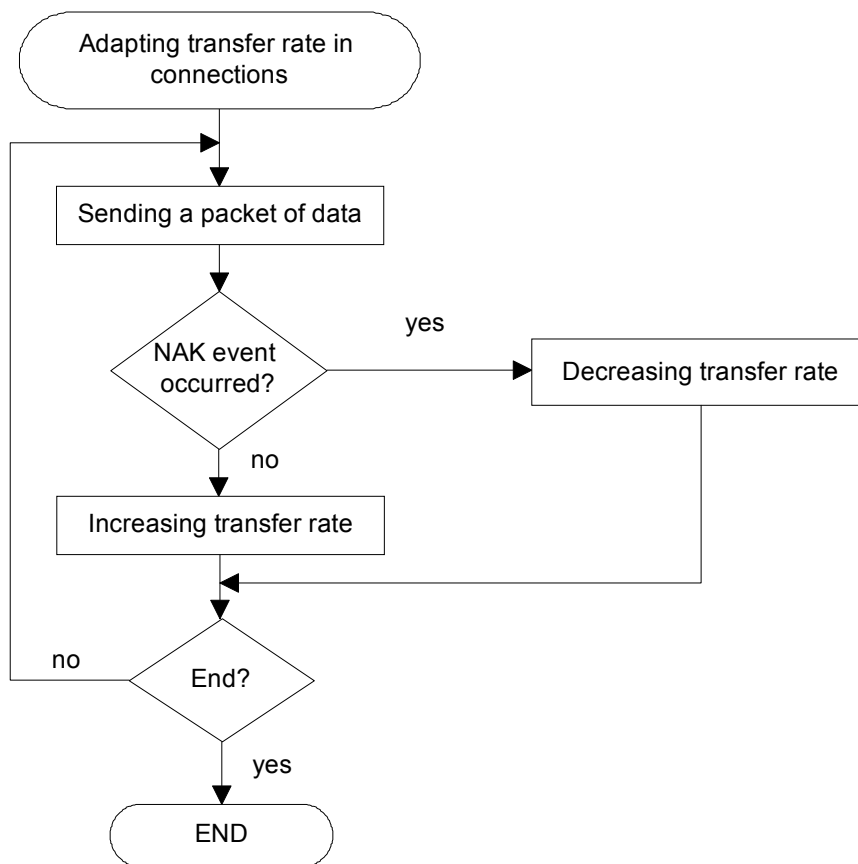 Adapting transfer rate in
connections
Sending a packet of data
NAK event
occurred?
yes
Decreasing transfer rate
no
Increasing transfer rate
End?
no
yes
END